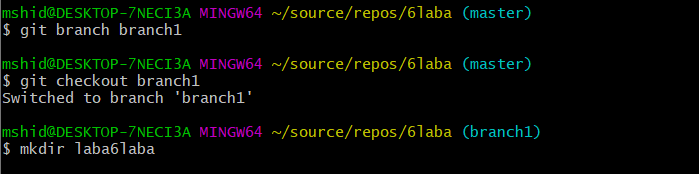 mshid@DESKTOP-7NECI3A MINGW64 ~/source/repos/6laba (master)
$ git branch branch1
mshid@DESKTOP-7NECI3A MINGW64 ~/source/repos/6laba (master)
$ git checkout branch1
Switched to branch 'branch1'
mshid@DESKTOP-7NECI3A MINGW64 ~/source/repos/6laba (branch1)
$ mkdir laba6laba